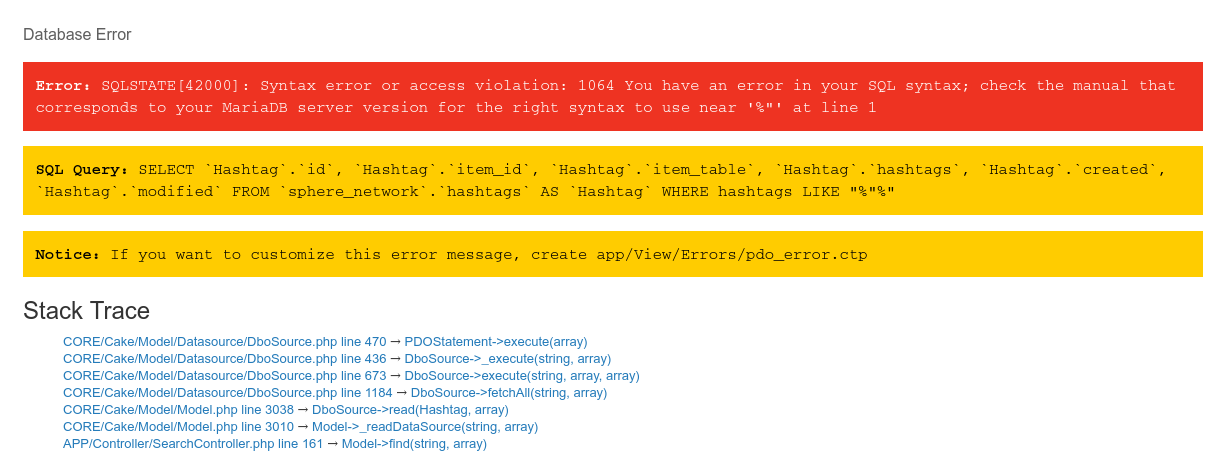 Database Error
Error: SQLSTATE[42000]: Syntax error or access violation: 1064 You have an error in your SQL syntax; check the manual that
corresponds to your MariaDB server version for the right syntax to use near '%"' at line 1
SQL Query: SELECT `Hashtag`.`id`, `Hashtag`.`item_id`, `Hashtag`.`item_table`, `Hashtag`.`hashtags`, `Hashtag`.`created`,
`Hashtag`.`modified` FROM `sphere_network`.`hashtags` AS `Hashtag` WHERE hashtags LIKE "%"%"
Notice: If you want to customize this error message, create app/View/Errors/pdo_error.ctp
Stack Trace
CORE/Cake/Model/Datasource/DboSource.php line 470 → PDOStatement->execute(array)
CORE/Cake/Model/Datasource/DboSource.php line 436 → DboSource->_execute(string, array)
CORE/Cake/Model/Datasource/DboSource.php line 673 → DboSource->execute(string, array, array)
CORE/Cake/Model/Datasource/DboSource.php line 1184 → DboSource->fetchAll(string, array)
CORE/Cake/Model/Model.php line 3038 → DboSource->read(Hashtag, array)
CORE/Cake/Model/Model.php line 3010 → Model->_readDataSource(string, array)
APP/Controller/SearchController.php line 161 → Model->find(string, array)